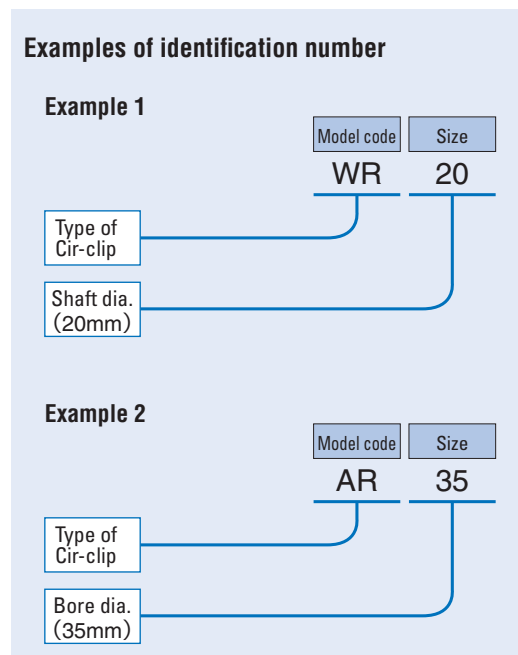 Examples of identification number
Example 1
Model code Size
WR 20
Type of
Cir-clip
Shaft dia.
(20mm)
Example 2
Model code Size
AR 35
Type of
Cir-clip
Bore dia.
(35mm)